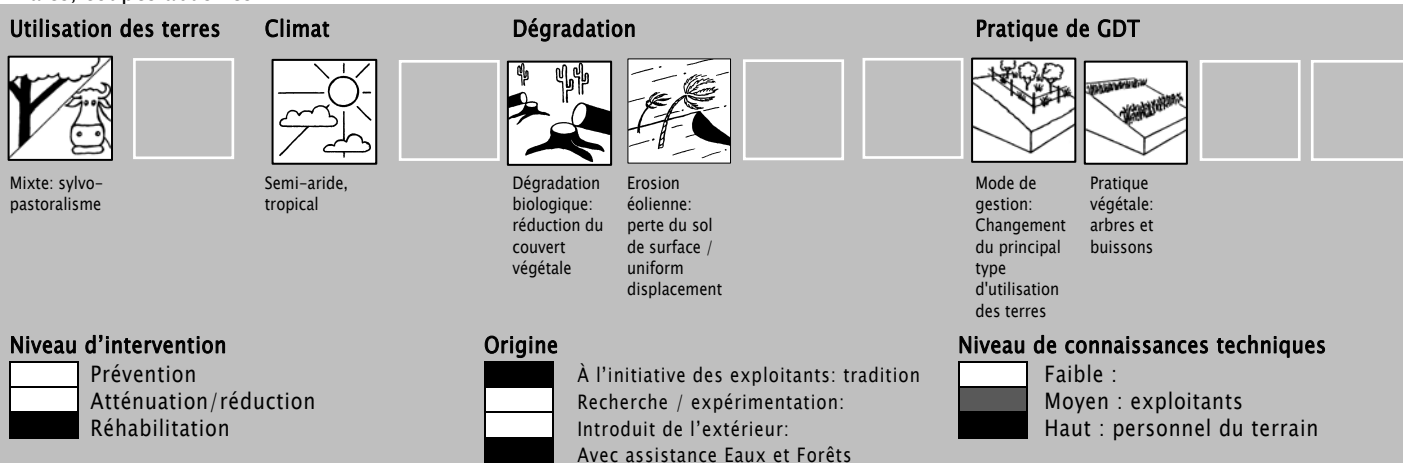 Utilisation des terres
Climat
Dégradation
Pratique de GDT
Mixte: sylvo-
pastoralisme
Semi-aride,
tropical
Dégradation
biologique:
réduction du
couvert
végétale
Erosion
éolienne:
perte du sol
de surface /
uniform
displacement
Mode de
gestion:
Changement
du principal
type
d'utilisation
des terres
Pratique
végétale:
arbres et
buissons
Niveau d’intervention
Prévention
Atténuation/réduction
Réhabilitation
Origine
À l’initiative des exploitants: tradition
Recherche / expérimentation:
Introduit de l’extérieur:
Avec assistance Eaux et Forêts
Niveau de connaissances techniques
Faible :
Moyen : exploitants
Haut : personnel du terrain